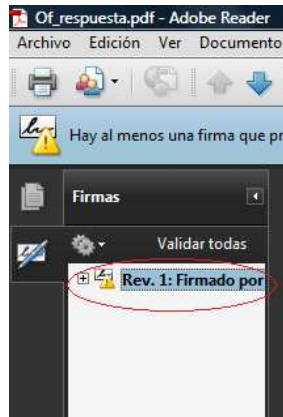 Of_respuesta.pdf - Adobe Reader
Archivo Edición Ver Documento
Hay al menos una firma que
Firmas
Validar todas
Rev. 1: Firmado por